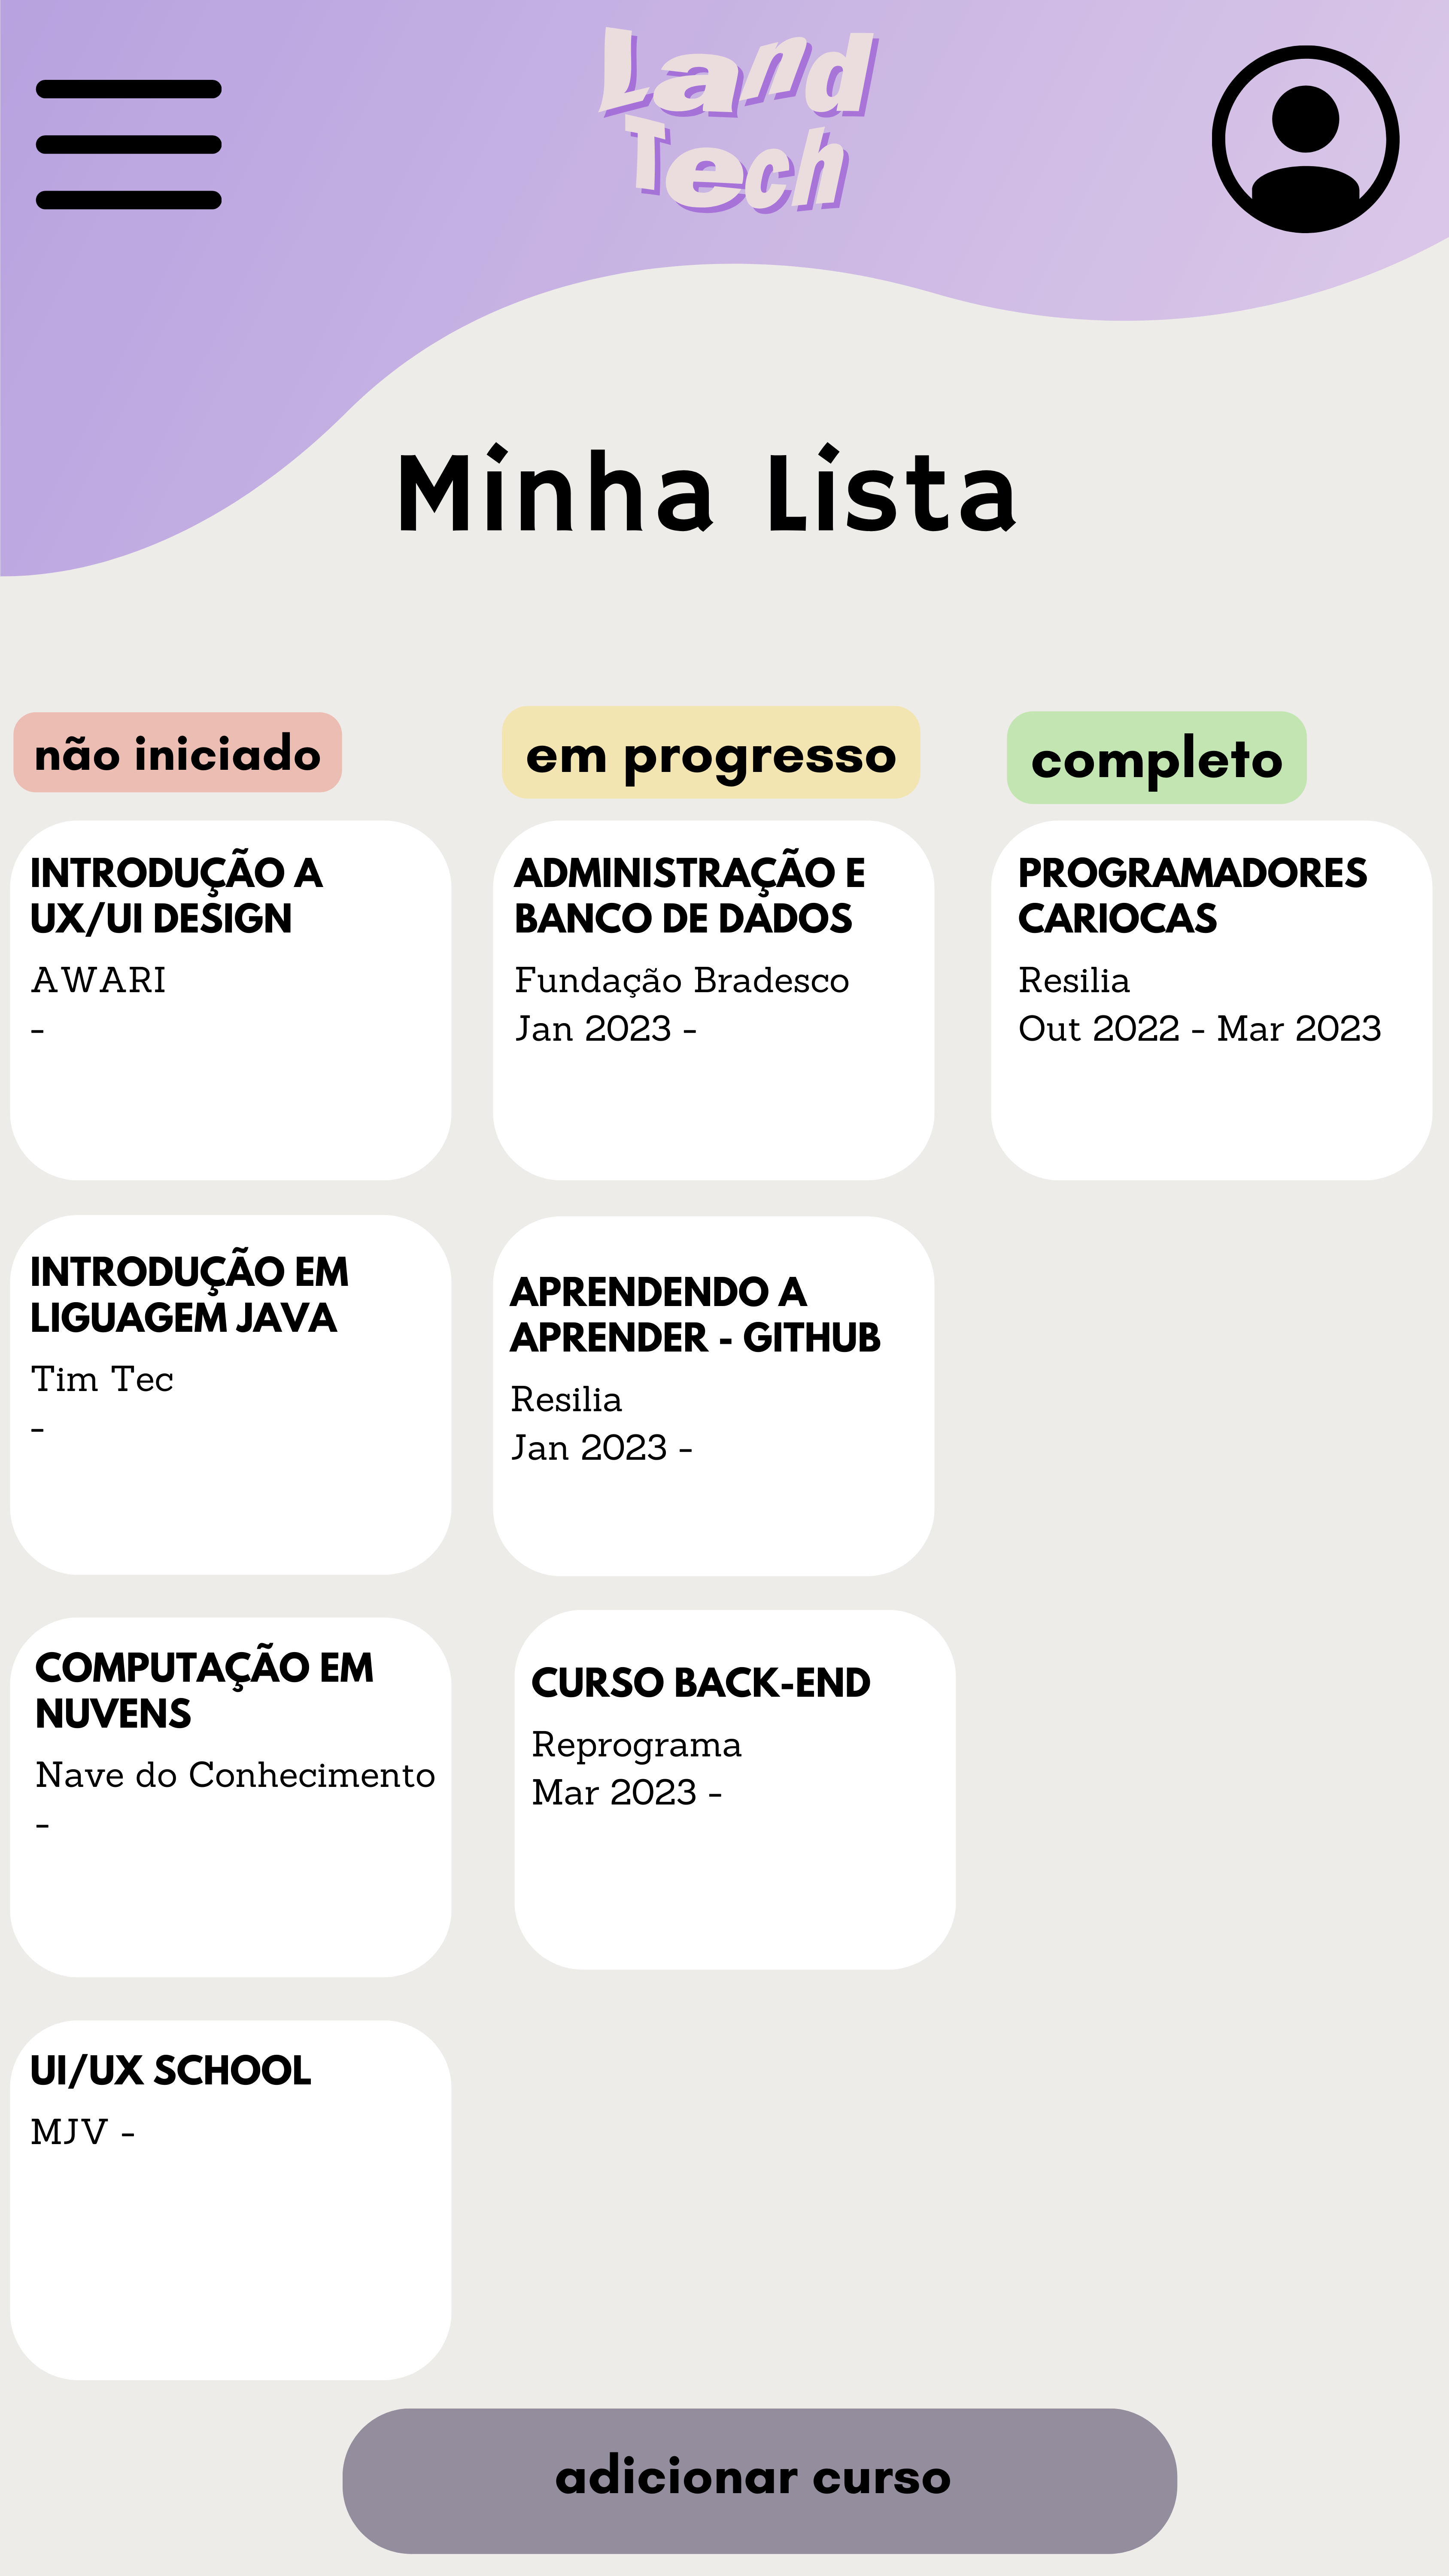 Land
Tech
Minha Lista
não iniciado
INTRODUÇÃO A
UX/UI DESIGN
AWARI
-
INTRODUÇÃO EM
LIGUAGEM JAVA
Tim Tec
-
COMPUTAÇÃO EM
NUVENS
Nave do Conhecimento
-
UI/UX SCHOOL
MJV -
em progresso
ADMINISTRAÇÃO E
BANCO DE DADOS
Fundação Bradesco
Jan 2023 -
APRENDENDO A
APRENDER - GITHUB
Resilia
Jan 2023 -
CURSO BACK-END
Reprograma
Mar 2023 -
completo
PROGRAMADORES
CARIOCAS
Resilia
Out 2022 - Mar 2023
adicionar curso